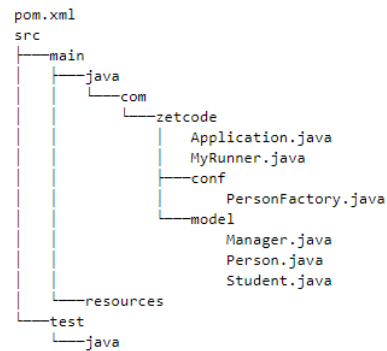 pom.xml
src
├───main
│   ├───java
│   │   └───com
│   │       └───zetcode
│   │           │   Application.java
│   │           │   MyRunner.java
│   │           ├───conf
│   │           │       PersonFactory.java
│   │           └───model
│   │                   Manager.java
│   │                   Person.java
│   │                   Student.java
│   └───resources
└───test
    └───java